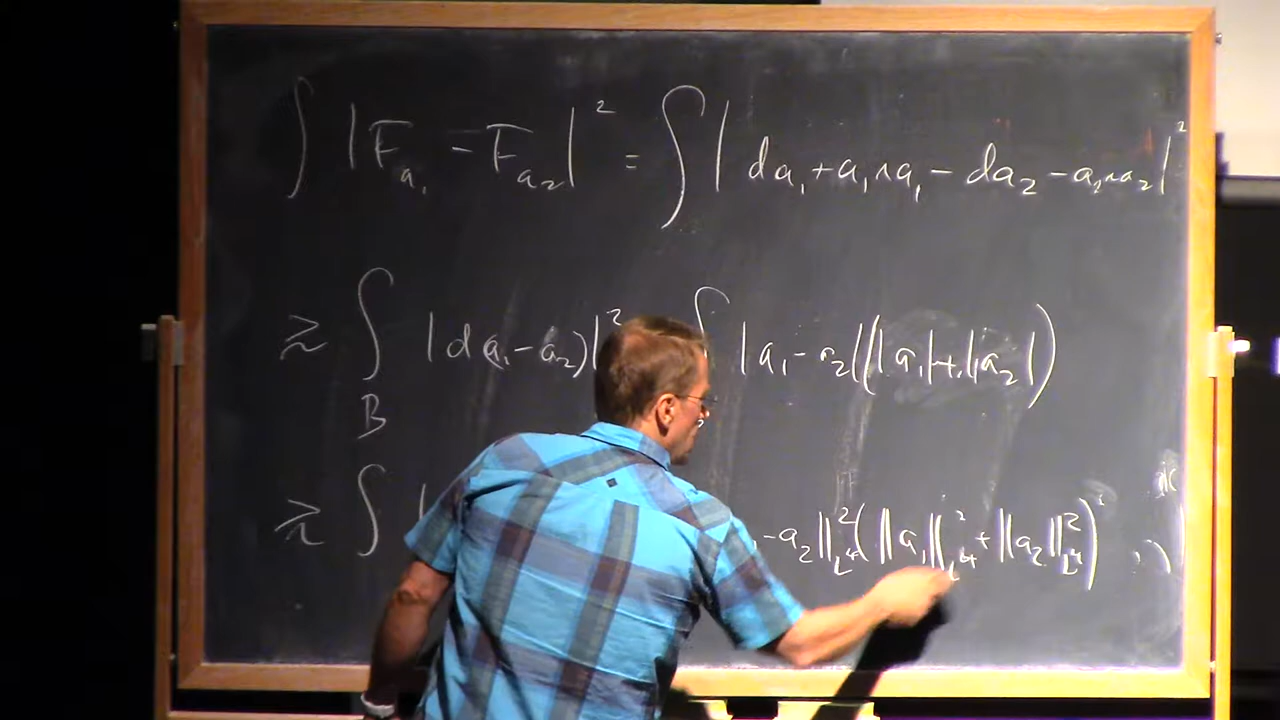 ∫ |F_{a_1} - F_{a_2}|² = ∫ | da_1 + a_1 ∧ a_1 - da_2 - a_2 ∧ a_2 |²
≳ ∫_B |d(a_1 - a_2)|² ∫ |a_1 - a_2|(|a_1| + |a_2|)
≳ ∫ | - a_2||²_{L⁴} (||a_1||²_{L⁴} + ||a_2||²_{L⁴})